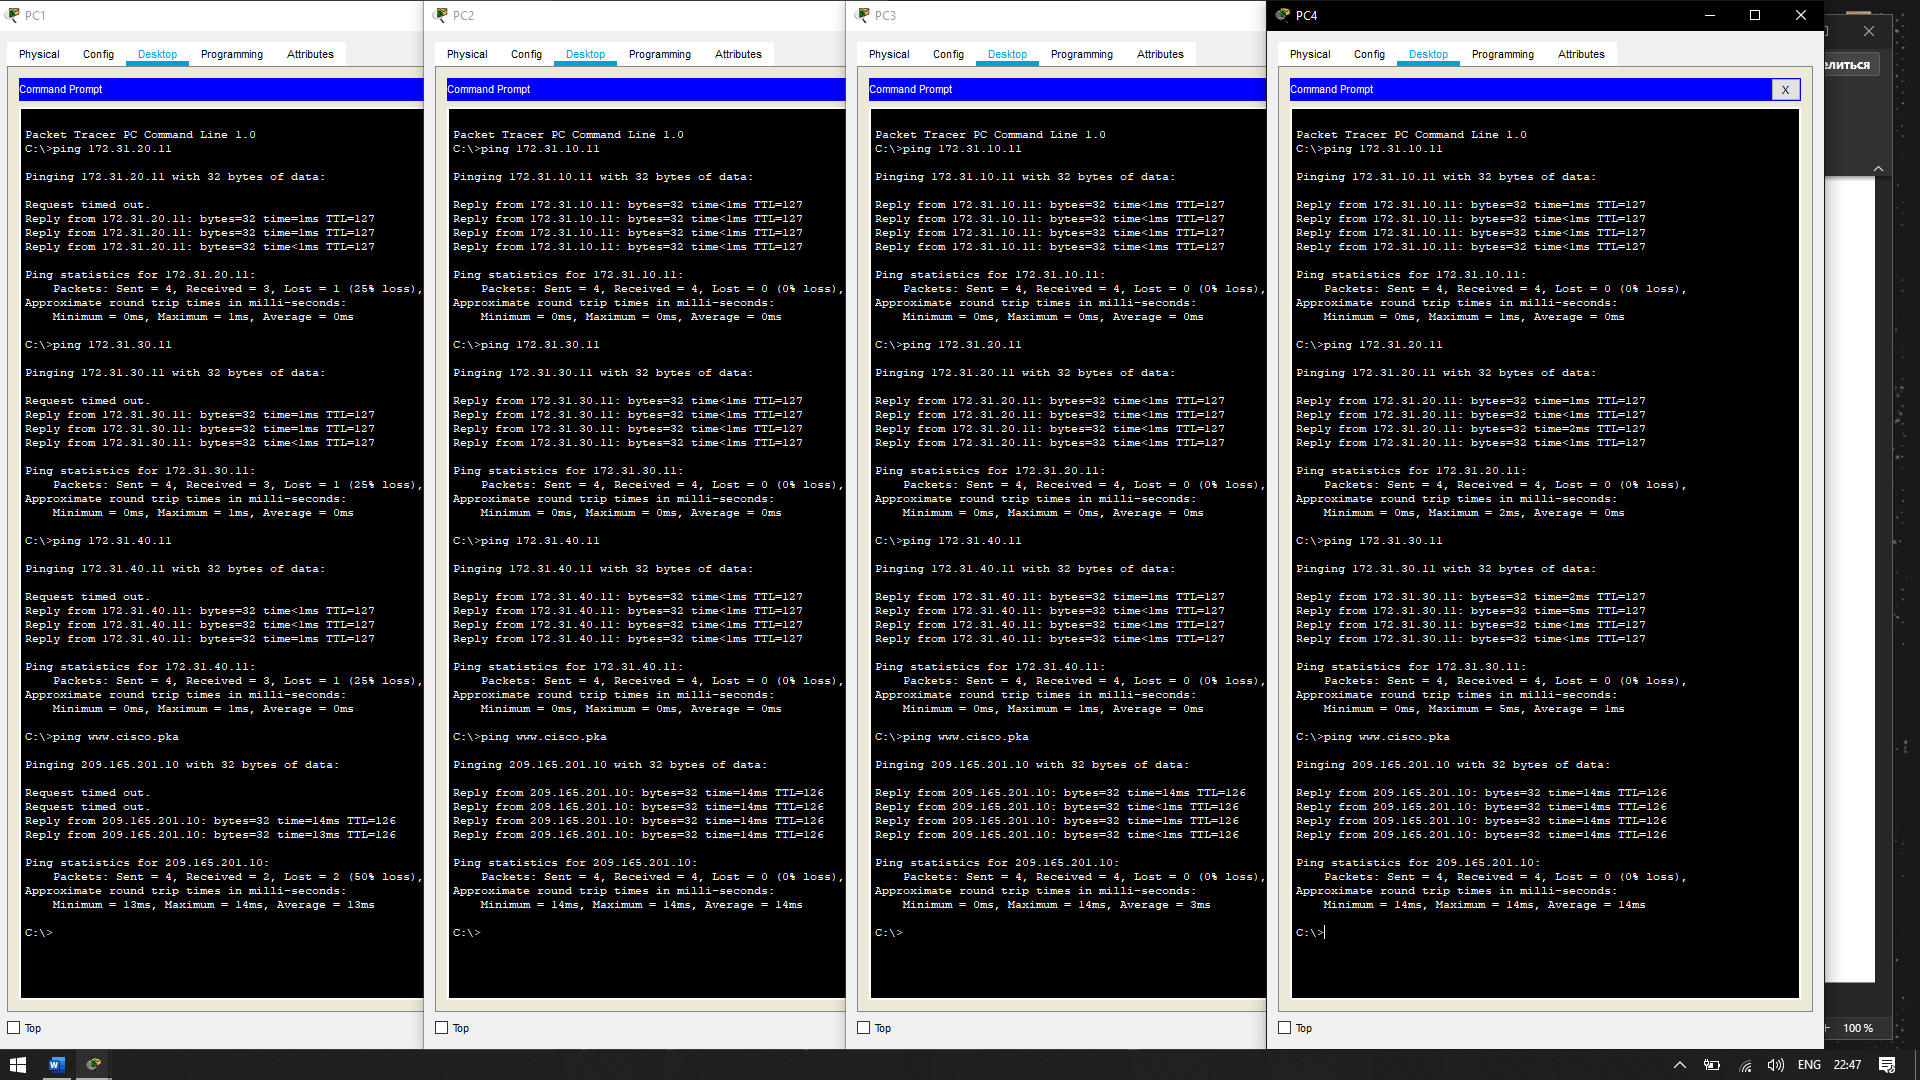 PC1
Physical Config Desktop Programming Attributes
Command Prompt
Packet Tracer PC Command Line 1.0
C:\>ping 172.31.20.11
Pinging 172.31.20.11 with 32 bytes of data:
Request timed out.
Reply from 172.31.20.11: bytes=32 time=1ms TTL=127
Reply from 172.31.20.11: bytes=32 time=1ms TTL=127
Reply from 172.31.20.11: bytes=32 time<1ms TTL=127
Ping statistics for 172.31.20.11:
Packets: Sent = 4, Received = 3, Lost = 1 (25% loss),
Approximate round trip times in milli-seconds:
Minimum = 0ms, Maximum = 1ms, Average = 0ms
C:\>ping 172.31.30.11
Pinging 172.31.30.11 with 32 bytes of data:
Request timed out.
Reply from 172.31.30.11: bytes=32 time=1ms TTL=127
Reply from 172.31.30.11: bytes=32 time=1ms TTL=127
Reply from 172.31.30.11: bytes=32 time<1ms TTL=127
Ping statistics for 172.31.30.11:
Packets: Sent = 4, Received = 3, Lost = 1 (25% loss),
Approximate round trip times in milli-seconds:
Minimum = 0ms, Maximum = 1ms, Average = 0ms
C:\>ping 172.31.40.11
Pinging 172.31.40.11 with 32 bytes of data:
Request timed out.
Reply from 172.31.40.11: bytes=32 time<1ms TTL=127
Reply from 172.31.40.11: bytes=32 time<1ms TTL=127
Reply from 172.31.40.11: bytes=32 time=1ms TTL=127
Ping statistics for 172.31.40.11:
Packets: Sent = 4, Received = 3, Lost = 1 (25% loss),
Approximate round trip times in milli-seconds:
Minimum = 0ms, Maximum = 1ms, Average = 0ms
C:\>ping www.cisco.pka
Pinging 209.165.201.10 with 32 bytes of data:
Request timed out.
Request timed out.
Reply from 209.165.201.10: bytes=32 time=14ms TTL=126
Reply from 209.165.201.10: bytes=32 time=13ms TTL=126
Ping statistics for 209.165.201.10:
Packets: Sent = 4, Received = 2, Lost = 2 (50% loss),
Approximate round trip times in milli-seconds:
Minimum = 13ms, Maximum = 14ms, Average = 13ms
C:\>
Top
PC2
Physical Config Desktop Programming Attributes
Command Prompt
Packet Tracer PC Command Line 1.0
C:\>ping 172.31.10.11
Pinging 172.31.10.11 with 32 bytes of data:
Reply from 172.31.10.11: bytes=32 time<1ms TTL=127
Reply from 172.31.10.11: bytes=32 time<1ms TTL=127
Reply from 172.31.10.11: bytes=32 time<1ms TTL=127
Reply from 172.31.10.11: bytes=32 time<1ms TTL=127
Ping statistics for 172.31.10.11:
Packets: Sent = 4, Received = 4, Lost = 0 (0% loss),
Approximate round trip times in milli-seconds:
Minimum = 0ms, Maximum = 0ms, Average = 0ms
C:\>ping 172.31.30.11
Pinging 172.31.30.11 with 32 bytes of data:
Reply from 172.31.30.11: bytes=32 time<1ms TTL=127
Reply from 172.31.30.11: bytes=32 time<1ms TTL=127
Reply from 172.31.30.11: bytes=32 time<1ms TTL=127
Reply from 172.31.30.11: bytes=32 time<1ms TTL=127
Ping statistics for 172.31.30.11:
Packets: Sent = 4, Received = 4, Lost = 0 (0% loss),
Approximate round trip times in milli-seconds:
Minimum = 0ms, Maximum = 0ms, Average = 0ms
C:\>ping 172.31.40.11
Pinging 172.31.40.11 with 32 bytes of data:
Reply from 172.31.40.11: bytes=32 time<1ms TTL=127
Reply from 172.31.40.11: bytes=32 time<1ms TTL=127
Reply from 172.31.40.11: bytes=32 time<1ms TTL=127
Reply from 172.31.40.11: bytes=32 time<1ms TTL=127
Ping statistics for 172.31.40.11:
Packets: Sent = 4, Received = 4, Lost = 0 (0% loss),
Approximate round trip times in milli-seconds:
Minimum = 0ms, Maximum = 0ms, Average = 0ms
C:\>ping www.cisco.pka
Pinging 209.165.201.10 with 32 bytes of data:
Reply from 209.165.201.10: bytes=32 time=14ms TTL=126
Reply from 209.165.201.10: bytes=32 time=14ms TTL=126
Reply from 209.165.201.10: bytes=32 time=14ms TTL=126
Reply from 209.165.201.10: bytes=32 time=14ms TTL=126
Ping statistics for 209.165.201.10:
Packets: Sent = 4, Received = 4, Lost = 0 (0% loss),
Approximate round trip times in milli-seconds:
Minimum = 14ms, Maximum = 14ms, Average = 14ms
C:\>
Top
PC3
Physical Config Desktop Programming Attributes
Command Prompt
Packet Tracer PC Command Line 1.0
C:\>ping 172.31.10.11
Pinging 172.31.10.11 with 32 bytes of data:
Reply from 172.31.10.11: bytes=32 time<1ms TTL=127
Reply from 172.31.10.11: bytes=32 time<1ms TTL=127
Reply from 172.31.10.11: bytes=32 time<1ms TTL=127
Reply from 172.31.10.11: bytes=32 time<1ms TTL=127
Ping statistics for 172.31.10.11:
Packets: Sent = 4, Received = 4, Lost = 0 (0% loss),
Approximate round trip times in milli-seconds:
Minimum = 0ms, Maximum = 0ms, Average = 0ms
C:\>ping 172.31.20.11
Pinging 172.31.20.11 with 32 bytes of data:
Reply from 172.31.20.11: bytes=32 time<1ms TTL=127
Reply from 172.31.20.11: bytes=32 time<1ms TTL=127
Reply from 172.31.20.11: bytes=32 time<1ms TTL=127
Reply from 172.31.20.11: bytes=32 time<1ms TTL=127
Ping statistics for 172.31.20.11:
Packets: Sent = 4, Received = 4, Lost = 0 (0% loss),
Approximate round trip times in milli-seconds:
Minimum = 0ms, Maximum = 0ms, Average = 0ms
C:\>ping 172.31.40.11
Pinging 172.31.40.11 with 32 bytes of data:
Reply from 172.31.40.11: bytes=32 time=1ms TTL=127
Reply from 172.31.40.11: bytes=32 time<1ms TTL=127
Reply from 172.31.40.11: bytes=32 time=1ms TTL=127
Reply from 172.31.40.11: bytes=32 time<1ms TTL=127
Ping statistics for 172.31.40.11:
Packets: Sent = 4, Received = 4, Lost = 0 (0% loss),
Approximate round trip times in milli-seconds:
Minimum = 0ms, Maximum = 1ms, Average = 0ms
C:\>ping www.cisco.pka
Pinging 209.165.201.10 with 32 bytes of data:
Reply from 209.165.201.10: bytes=32 time=14ms TTL=126
Reply from 209.165.201.10: bytes=32 time<1ms TTL=126
Reply from 209.165.201.10: bytes=32 time=1ms TTL=126
Reply from 209.165.201.10: bytes=32 time<1ms TTL=126
Ping statistics for 209.165.201.10:
Packets: Sent = 4, Received = 4, Lost = 0 (0% loss),
Approximate round trip times in milli-seconds:
Minimum = 0ms, Maximum = 14ms, Average = 3ms
C:\>
Top
PC4
Physical Config Desktop Programming Attributes
Command Prompt X
Packet Tracer PC Command Line 1.0
C:\>ping 172.31.10.11
Pinging 172.31.10.11 with 32 bytes of data:
Reply from 172.31.10.11: bytes=32 time=1ms TTL=127
Reply from 172.31.10.11: bytes=32 time=1ms TTL=127
Reply from 172.31.10.11: bytes=32 time<1ms TTL=127
Reply from 172.31.10.11: bytes=32 time<1ms TTL=127
Ping statistics for 172.31.10.11:
Packets: Sent = 4, Received = 4, Lost = 0 (0% loss),
Approximate round trip times in milli-seconds:
Minimum = 0ms, Maximum = 1ms, Average = 0ms
C:\>ping 172.31.20.11
Pinging 172.31.20.11 with 32 bytes of data:
Reply from 172.31.20.11: bytes=32 time=1ms TTL=127
Reply from 172.31.20.11: bytes=32 time<1ms TTL=127
Reply from 172.31.20.11: bytes=32 time=2ms TTL=127
Reply from 172.31.20.11: bytes=32 time<1ms TTL=127
Ping statistics for 172.31.20.11:
Packets: Sent = 4, Received = 4, Lost = 0 (0% loss),
Approximate round trip times in milli-seconds:
Minimum = 0ms, Maximum = 2ms, Average = 0ms
C:\>ping 172.31.30.11
Pinging 172.31.30.11 with 32 bytes of data:
Reply from 172.31.30.11: bytes=32 time=2ms TTL=127
Reply from 172.31.30.11: bytes=32 time=5ms TTL=127
Reply from 172.31.30.11: bytes=32 time<1ms TTL=127
Reply from 172.31.30.11: bytes=32 time<1ms TTL=127
Ping statistics for 172.31.30.11:
Packets: Sent = 4, Received = 4, Lost = 0 (0% loss),
Approximate round trip times in milli-seconds:
Minimum = 0ms, Maximum = 5ms, Average = 1ms
C:\>ping www.cisco.pka
Pinging 209.165.201.10 with 32 bytes of data:
Reply from 209.165.201.10: bytes=32 time=14ms TTL=126
Reply from 209.165.201.10: bytes=32 time=14ms TTL=126
Reply from 209.165.201.10: bytes=32 time=14ms TTL=126
Reply from 209.165.201.10: bytes=32 time=14ms TTL=126
Ping statistics for 209.165.201.10:
Packets: Sent = 4, Received = 4, Lost = 0 (0% loss),
Approximate round trip times in milli-seconds:
Minimum = 14ms, Maximum = 14ms, Average = 14ms
C:\>
Top
елиться
100 %
ENG 22:47